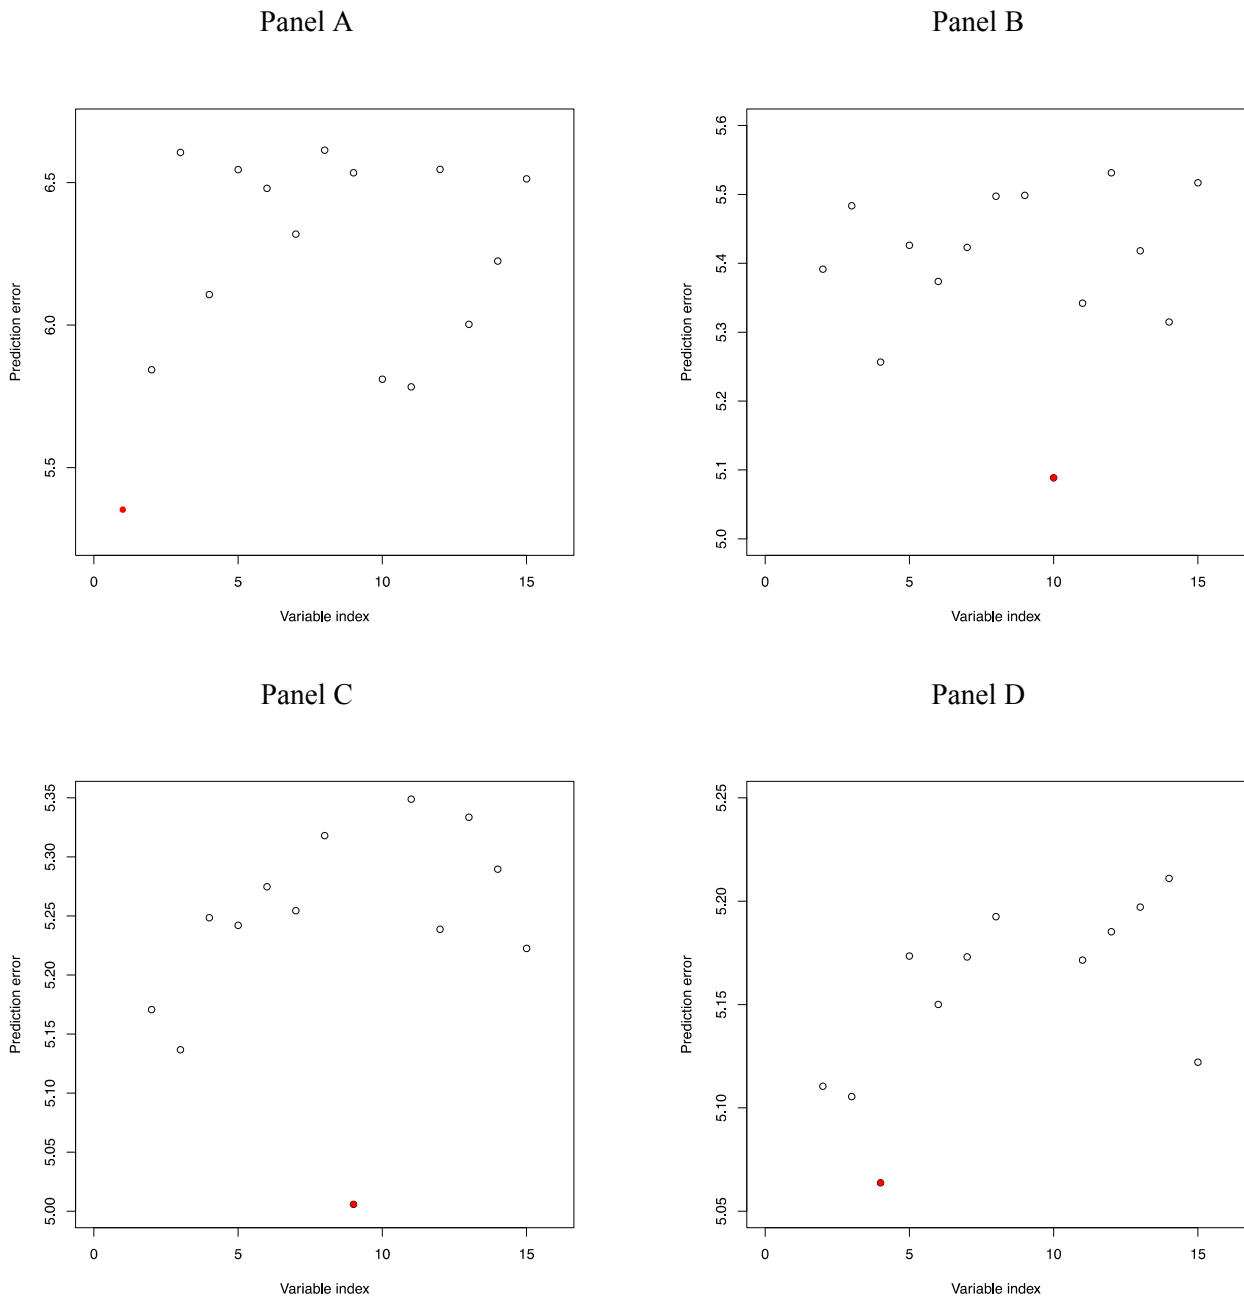 Panel A
Panel B
Prediction error
6.5
6.0
5.5
0 5 10 15
Variable index
Prediction error
5.6
5.5
5.4
5.3
5.2
5.1
5.0
0 5 10 15
Variable index
Panel C
Panel D
Prediction error
5.35
5.30
5.25
5.20
5.15
5.10
5.05
5.00
0 5 10 15
Variable index
Prediction error
5.25
5.20
5.15
5.10
5.05
0 5 10 15
Variable index